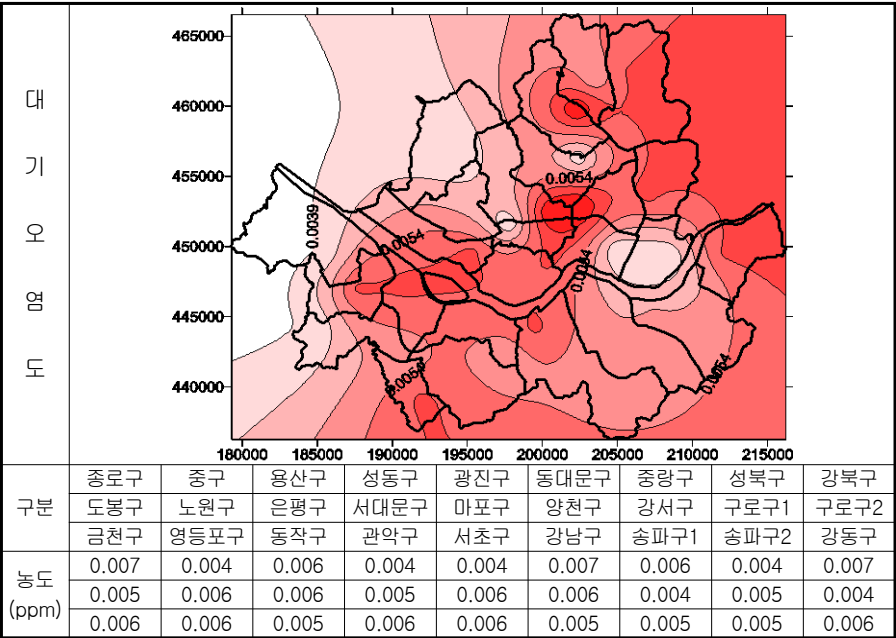 대
기
오
염
도
465000
460000
455000
450000
445000
440000
180000 185000 190000 195000 200000 205000 210000 215000
0.0039
0.0054
0.0054
0.0054
0.0054
0.0054
구분
종로구 중구 용산구 성동구 광진구 동대문구 중랑구 성북구 강북구
도봉구 노원구 은평구 서대문구 마포구 양천구 강서구 구로구1 구로구2
금천구 영등포구 동작구 관악구 서초구 강남구 송파구1 송파구2 강동구
농도
(ppm)
0.007 0.004 0.006 0.004 0.004 0.007 0.006 0.004 0.007
0.005 0.006 0.006 0.005 0.006 0.006 0.004 0.005 0.004
0.006 0.006 0.005 0.006 0.006 0.005 0.005 0.005 0.006